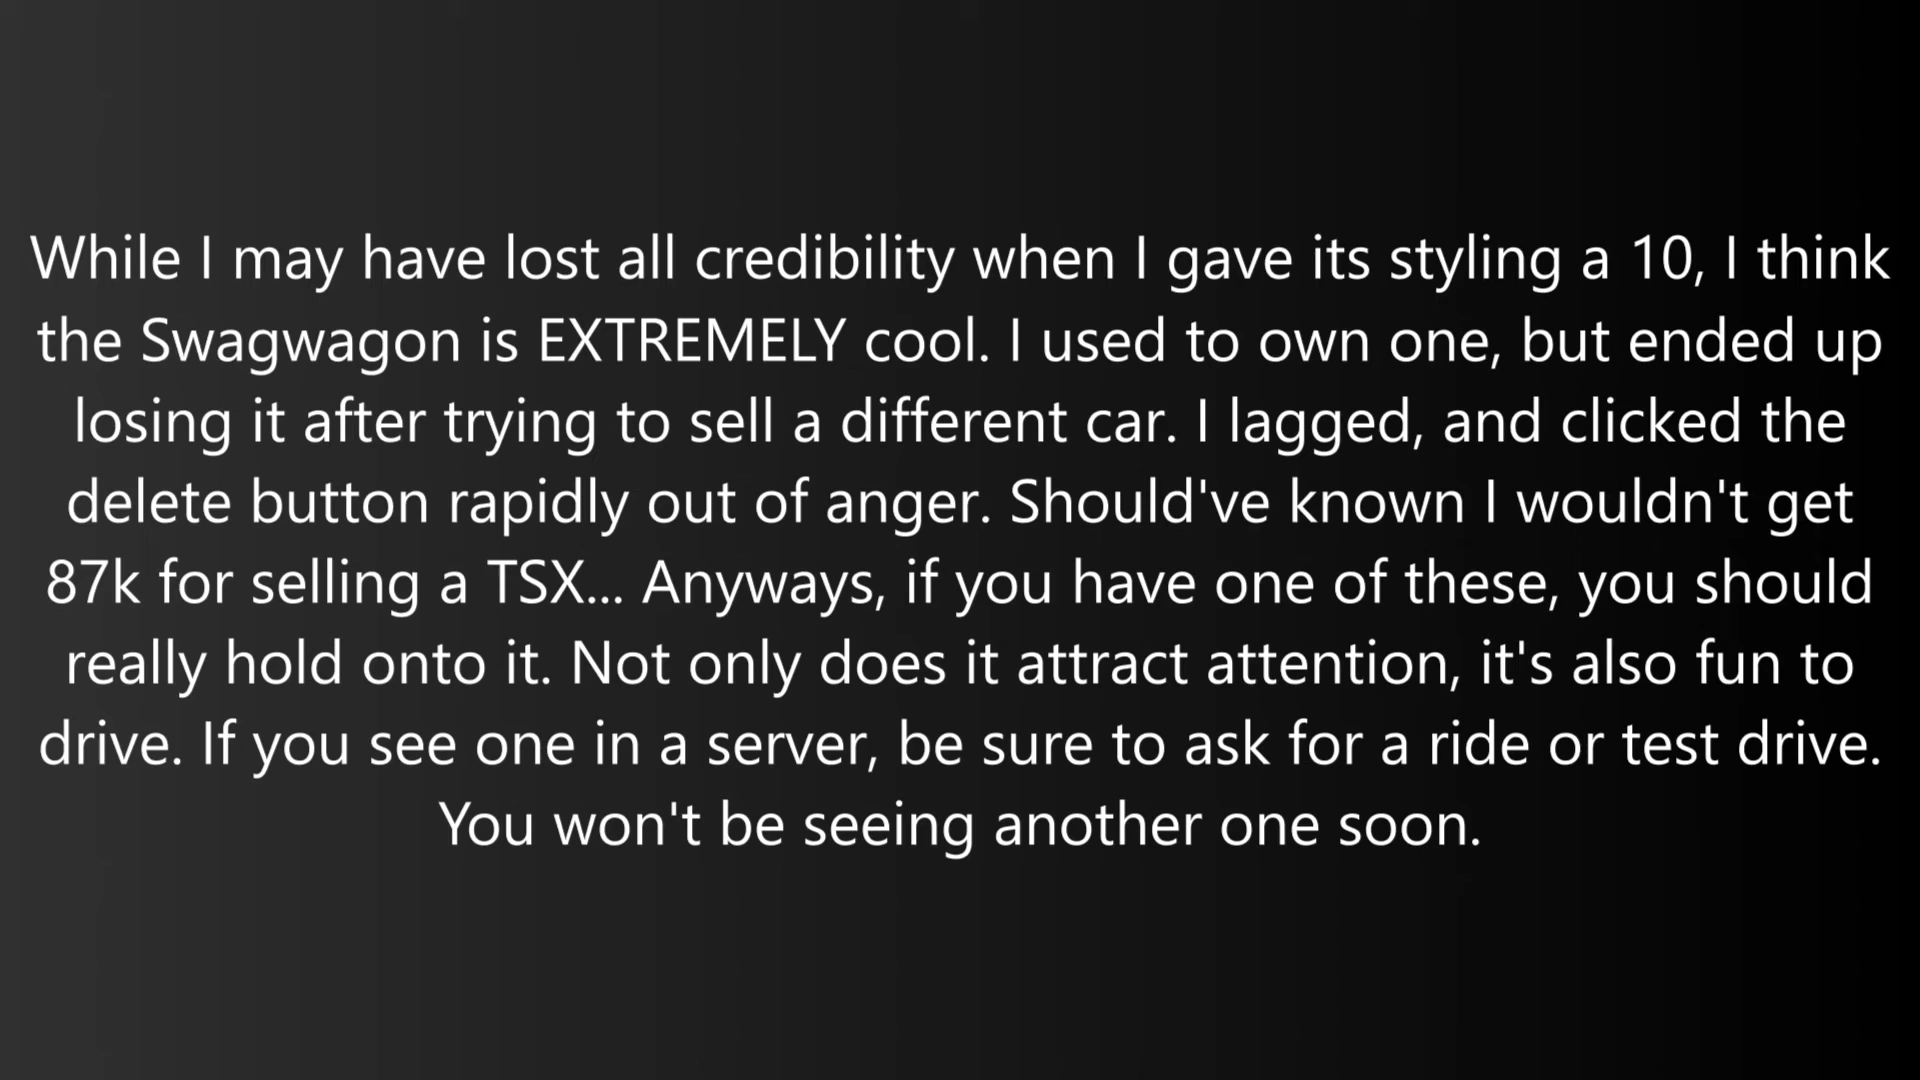 While I may have lost all credibility when I gave its styling a 10, I think
the Swagwagon is EXTREMELY cool. I used to own one, but ended up
losing it after trying to sell a different car. I lagged, and clicked the
delete button rapidly out of anger. Should've known I wouldn't get
87k for selling a TSX... Anyways, if you have one of these, you should
really hold onto it. Not only does it attract attention, it's also fun to
drive. If you see one in a server, be sure to ask for a ride or test drive.
You won't be seeing another one soon.